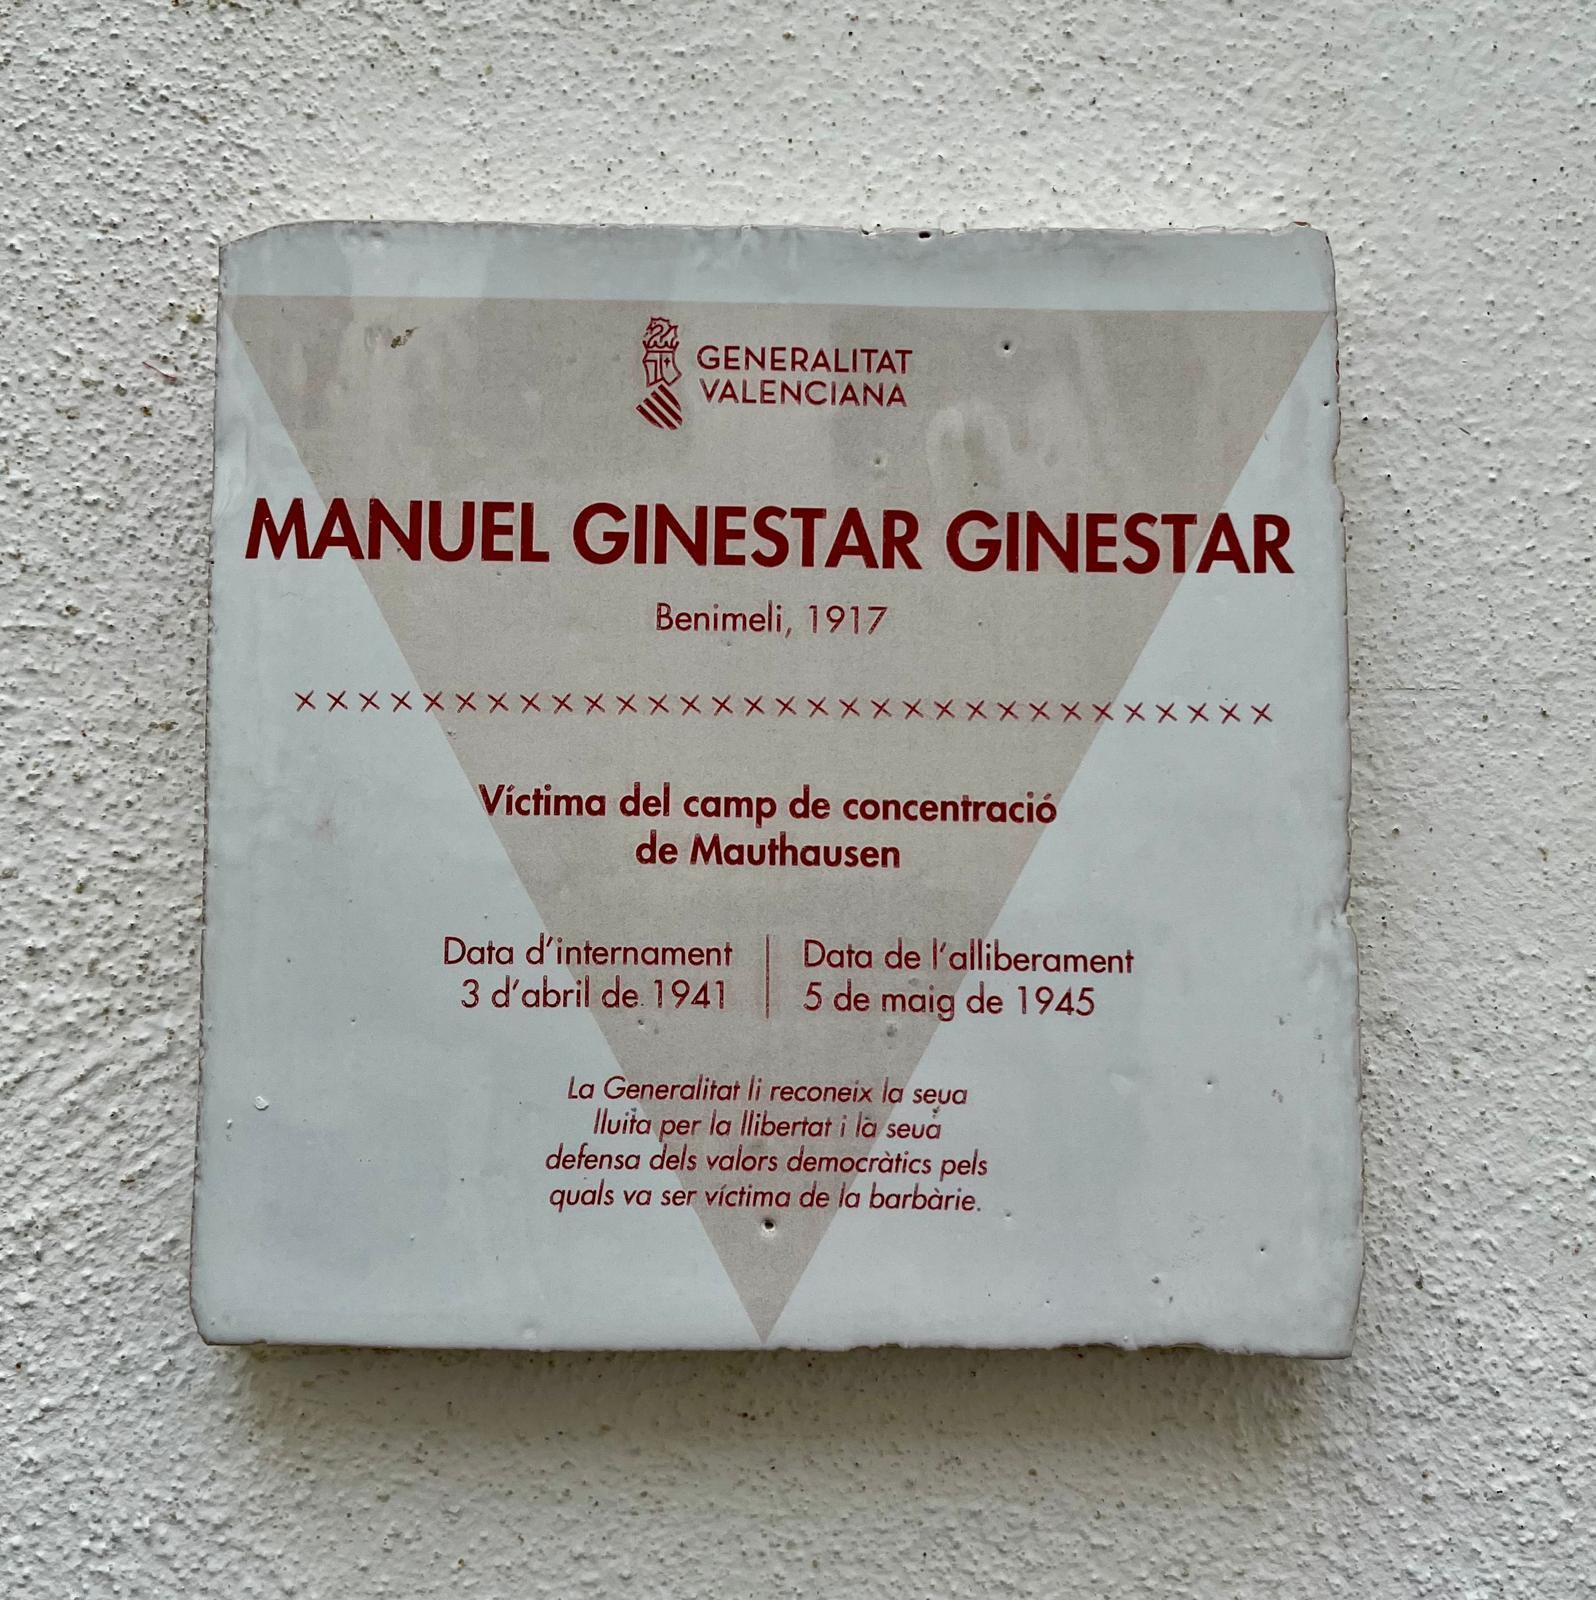 GENERALITAT
VALENCIANA
MANUEL GINESTAR GINESTAR
Benimeli, 1917
××××××××××××××××××××××××××××××××
Víctima del camp de concentració
de Mauthausen
Data d'internament
3 d'abril de 1941
Data de l'alliberament
5 de maig de 1945
La Generalitat li reconeix la seua
lluita per la llibertat i la seua
defensa dels valors democràtics pels
quals va ser víctima de la barbàrie.